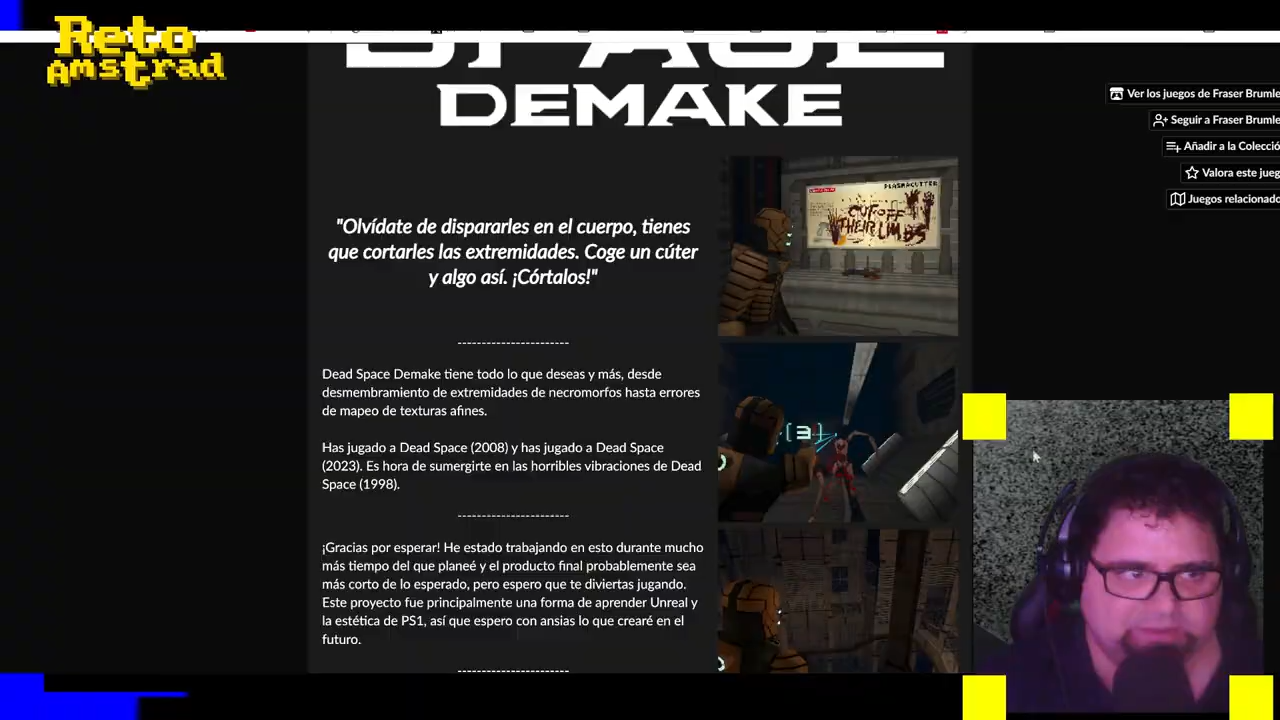 Reto
Amstrad
SPACE
DEMAKE
Ver los juegos de Fraser Brumle
Seguir a Fraser Brumle
Añadir a la Colecció
Valora este jueg
Juegos relacionado
"Olvídate de dispararles en el cuerpo, tienes
que cortarles las extremidades. Coge un cúter
y algo así. ¡Córtalos!"
-----------------------
Dead Space Demake tiene todo lo que deseas y más, desde
desmembramiento de extremidades de necromorfos hasta errores
de mapeo de texturas afines.
Has jugado a Dead Space (2008) y has jugado a Dead Space
(2023). Es hora de sumergirte en las horribles vibraciones de Dead
Space (1998).
-----------------------
¡Gracias por esperar! He estado trabajando en esto durante mucho
más tiempo del que planeé y el producto final probablemente sea
más corto de lo esperado, pero espero que te diviertas jugando.
Este proyecto fue principalmente una forma de aprender Unreal y
la estética de PS1, así que espero con ansias lo que crearé en el
futuro.
-----------------------
PLASMACUTTER
CUT OFF
THEIR LIMBS
[3]